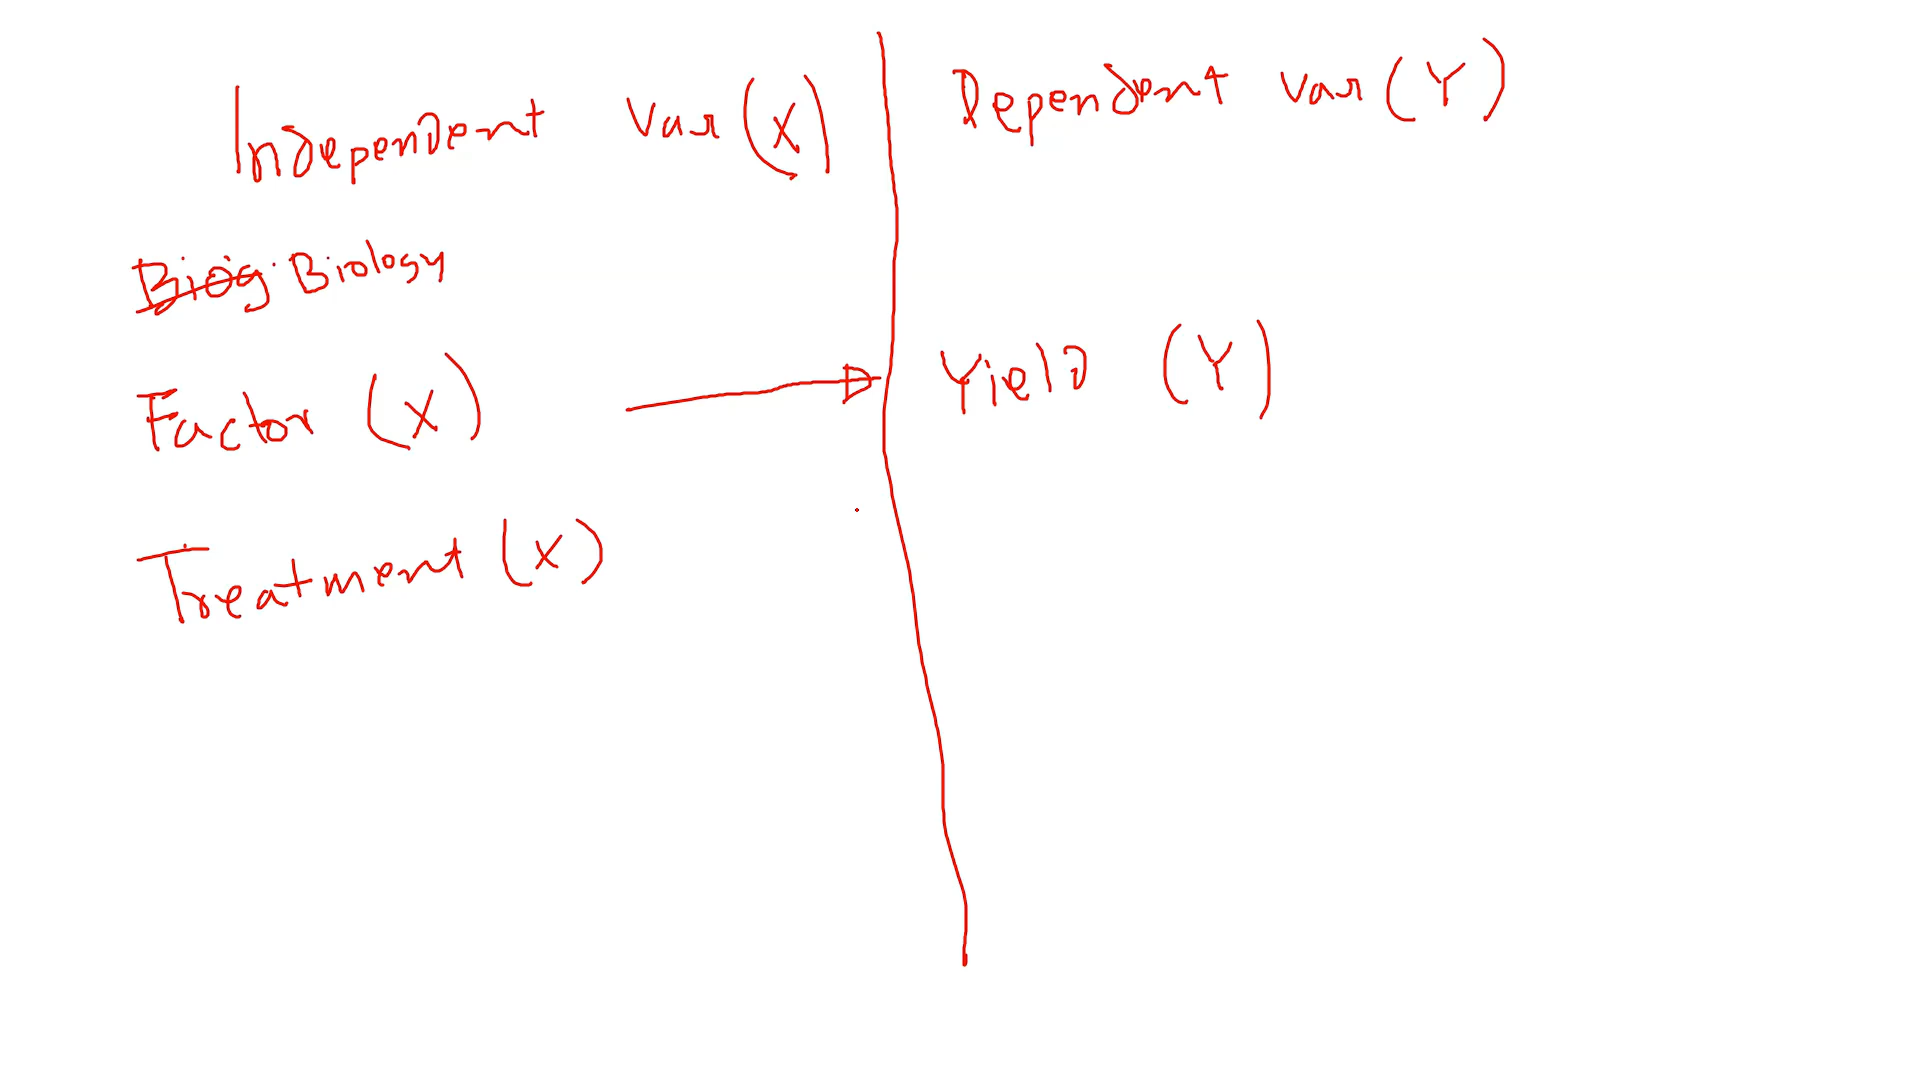 Independent var (X)
Dependent var (Y)
Biog Biology
Factor (X)
Yield (Y)
Treatment (X)